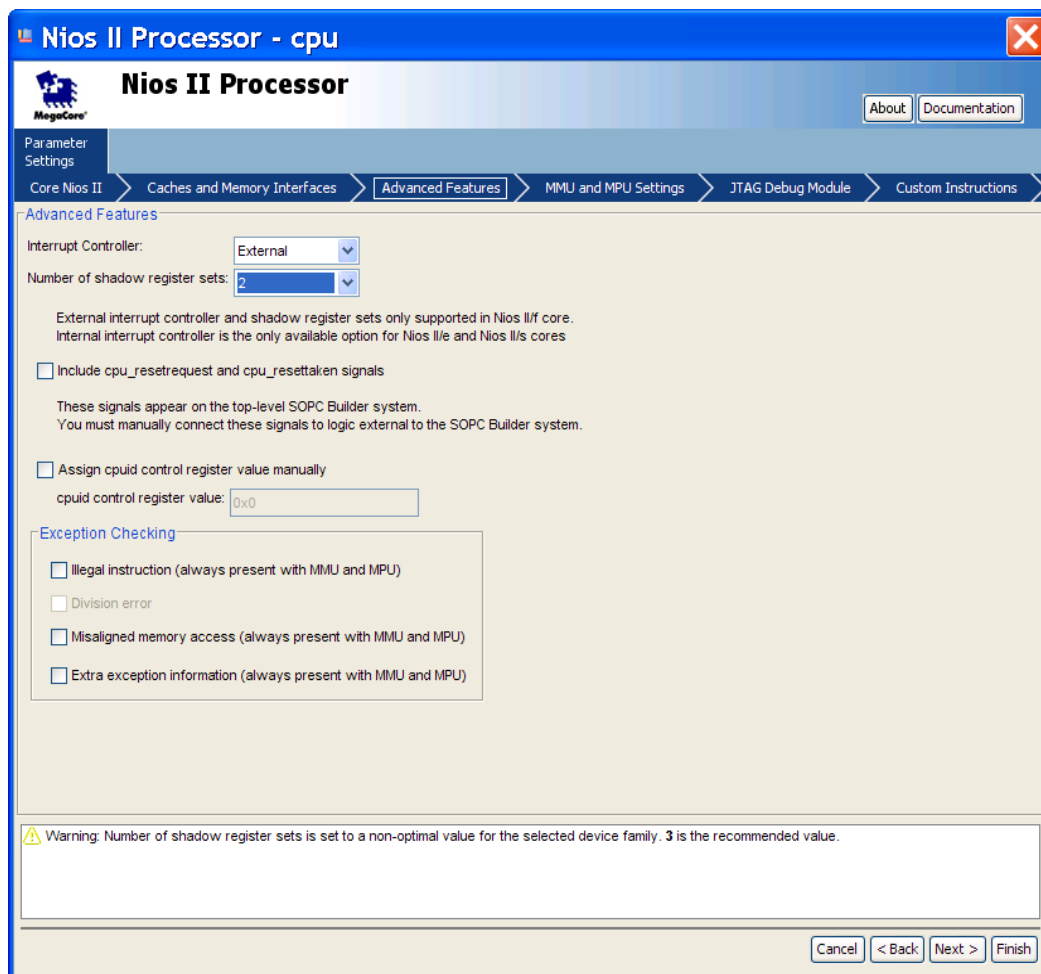 Nios II Processor - cpu
MegaCore®
Nios II Processor
About
Documentation
Parameter
Settings
Core Nios II
Caches and Memory Interfaces
Advanced Features
MMU and MPU Settings
JTAG Debug Module
Custom Instructions
Advanced Features
Interrupt Controller: External
Number of shadow register sets: 2
External interrupt controller and shadow register sets only supported in Nios II/f core.
Internal interrupt controller is the only available option for Nios II/e and Nios II/s cores
Include cpu_resetrequest and cpu_resettaken signals
These signals appear on the top-level SOPC Builder system.
You must manually connect these signals to logic external to the SOPC Builder system.
Assign cpuid control register value manually
cpuid control register value: 0x0
Exception Checking
Illegal instruction (always present with MMU and MPU)
Division error
Misaligned memory access (always present with MMU and MPU)
Extra exception information (always present with MMU and MPU)
Warning: Number of shadow register sets is set to a non-optimal value for the selected device family. 3 is the recommended value.
Cancel
< Back
Next >
Finish